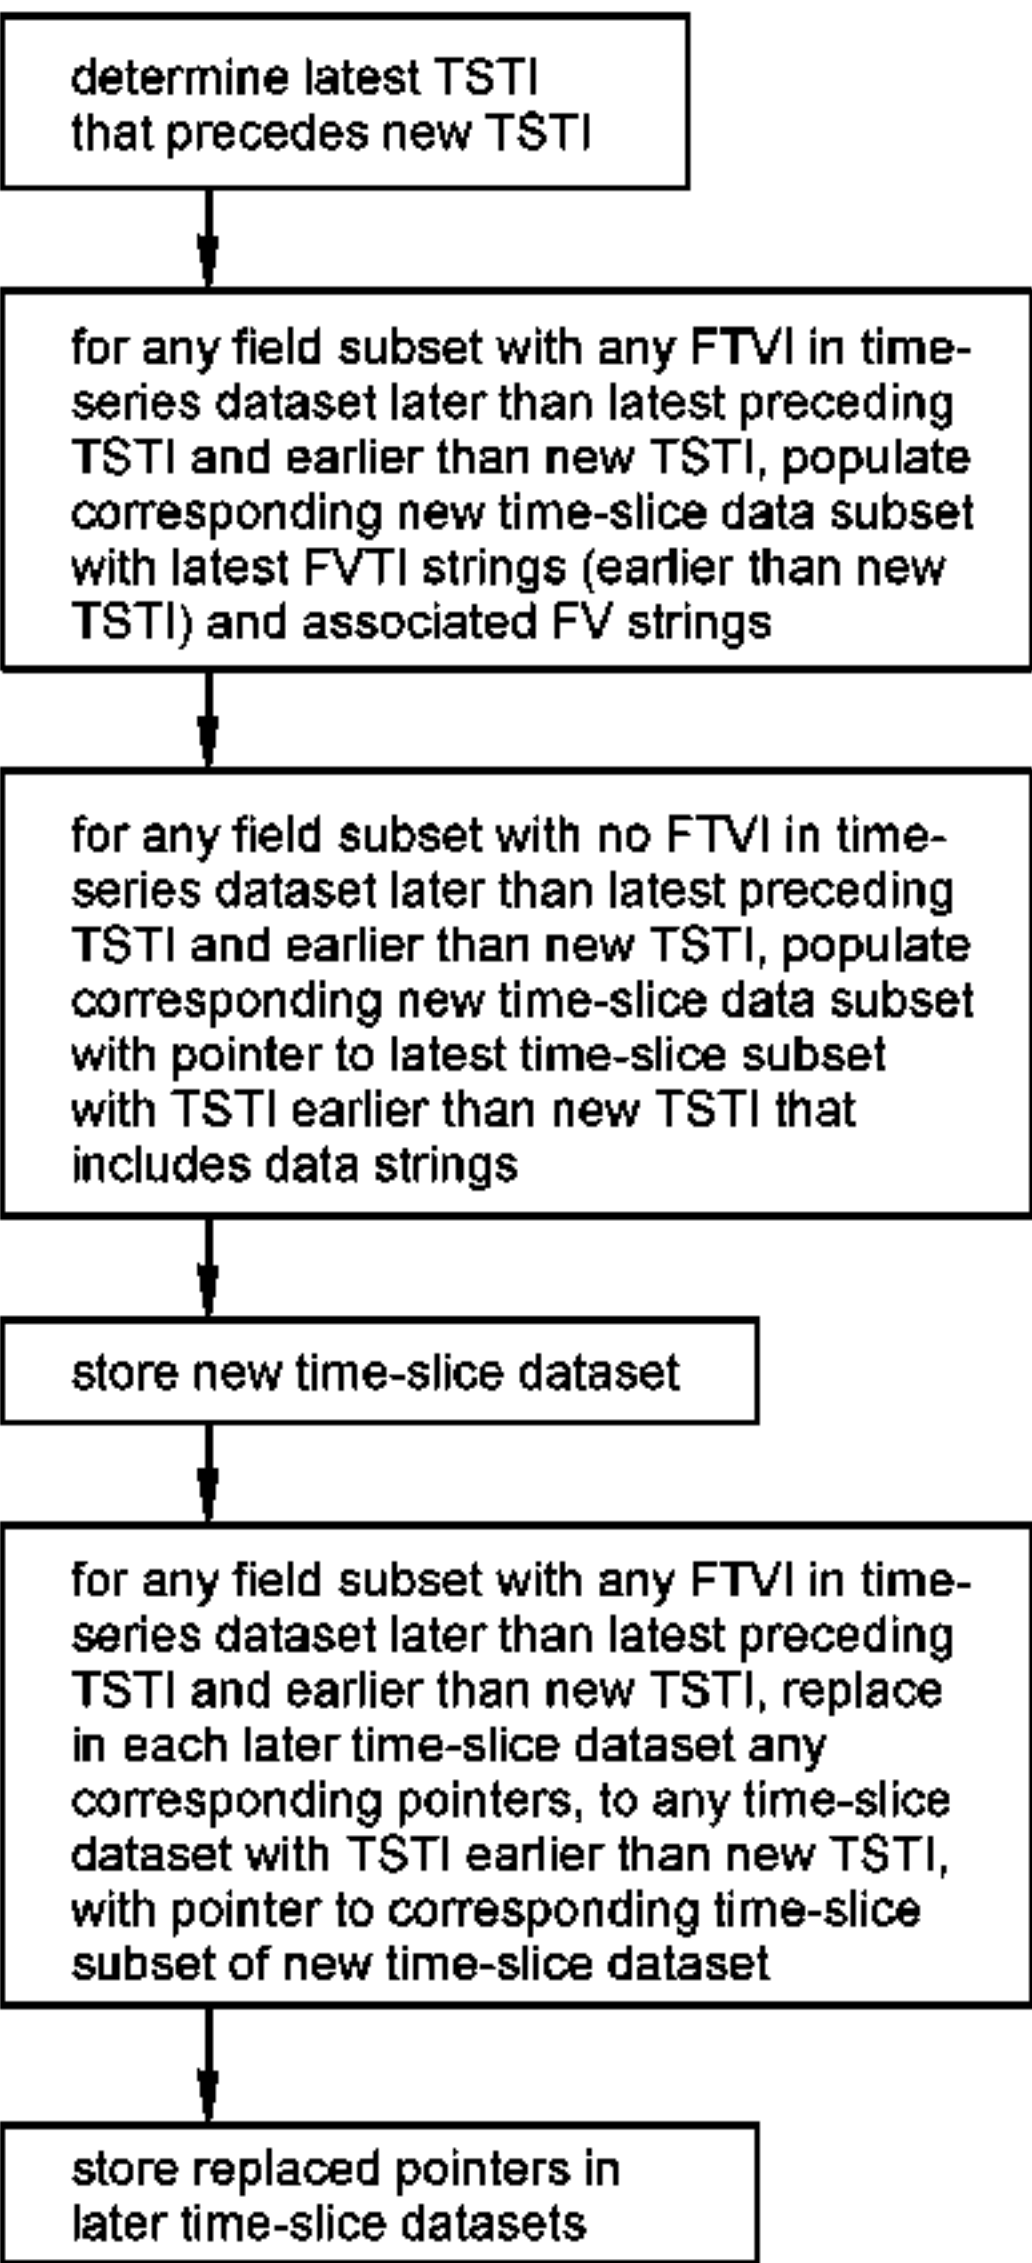 determine latest TSTI
that precedes new TSTI
for any field subset with any FTVI in time-
series dataset later than latest preceding
TSTI and earlier than new TSTI, populate
corresponding new time-slice data subset
with latest FVTI strings (earlier than new
TSTI) and associated FV strings
for any field subset with no FTVI in time-
series dataset later than latest preceding
TSTI and earlier than new TSTI, populate
corresponding new time-slice data subset
with pointer to latest time-slice subset
with TSTI earlier than new TSTI that
includes data strings
store new time-slice dataset
for any field subset with any FTVI in time-
series dataset later than latest preceding
TSTI and earlier than new TSTI, replace
in each later time-slice dataset any
corresponding pointers, to any time-slice
dataset with TSTI earlier than new TSTI,
with pointer to corresponding time-slice
subset of new time-slice dataset
store replaced pointers in
later time-slice datasets